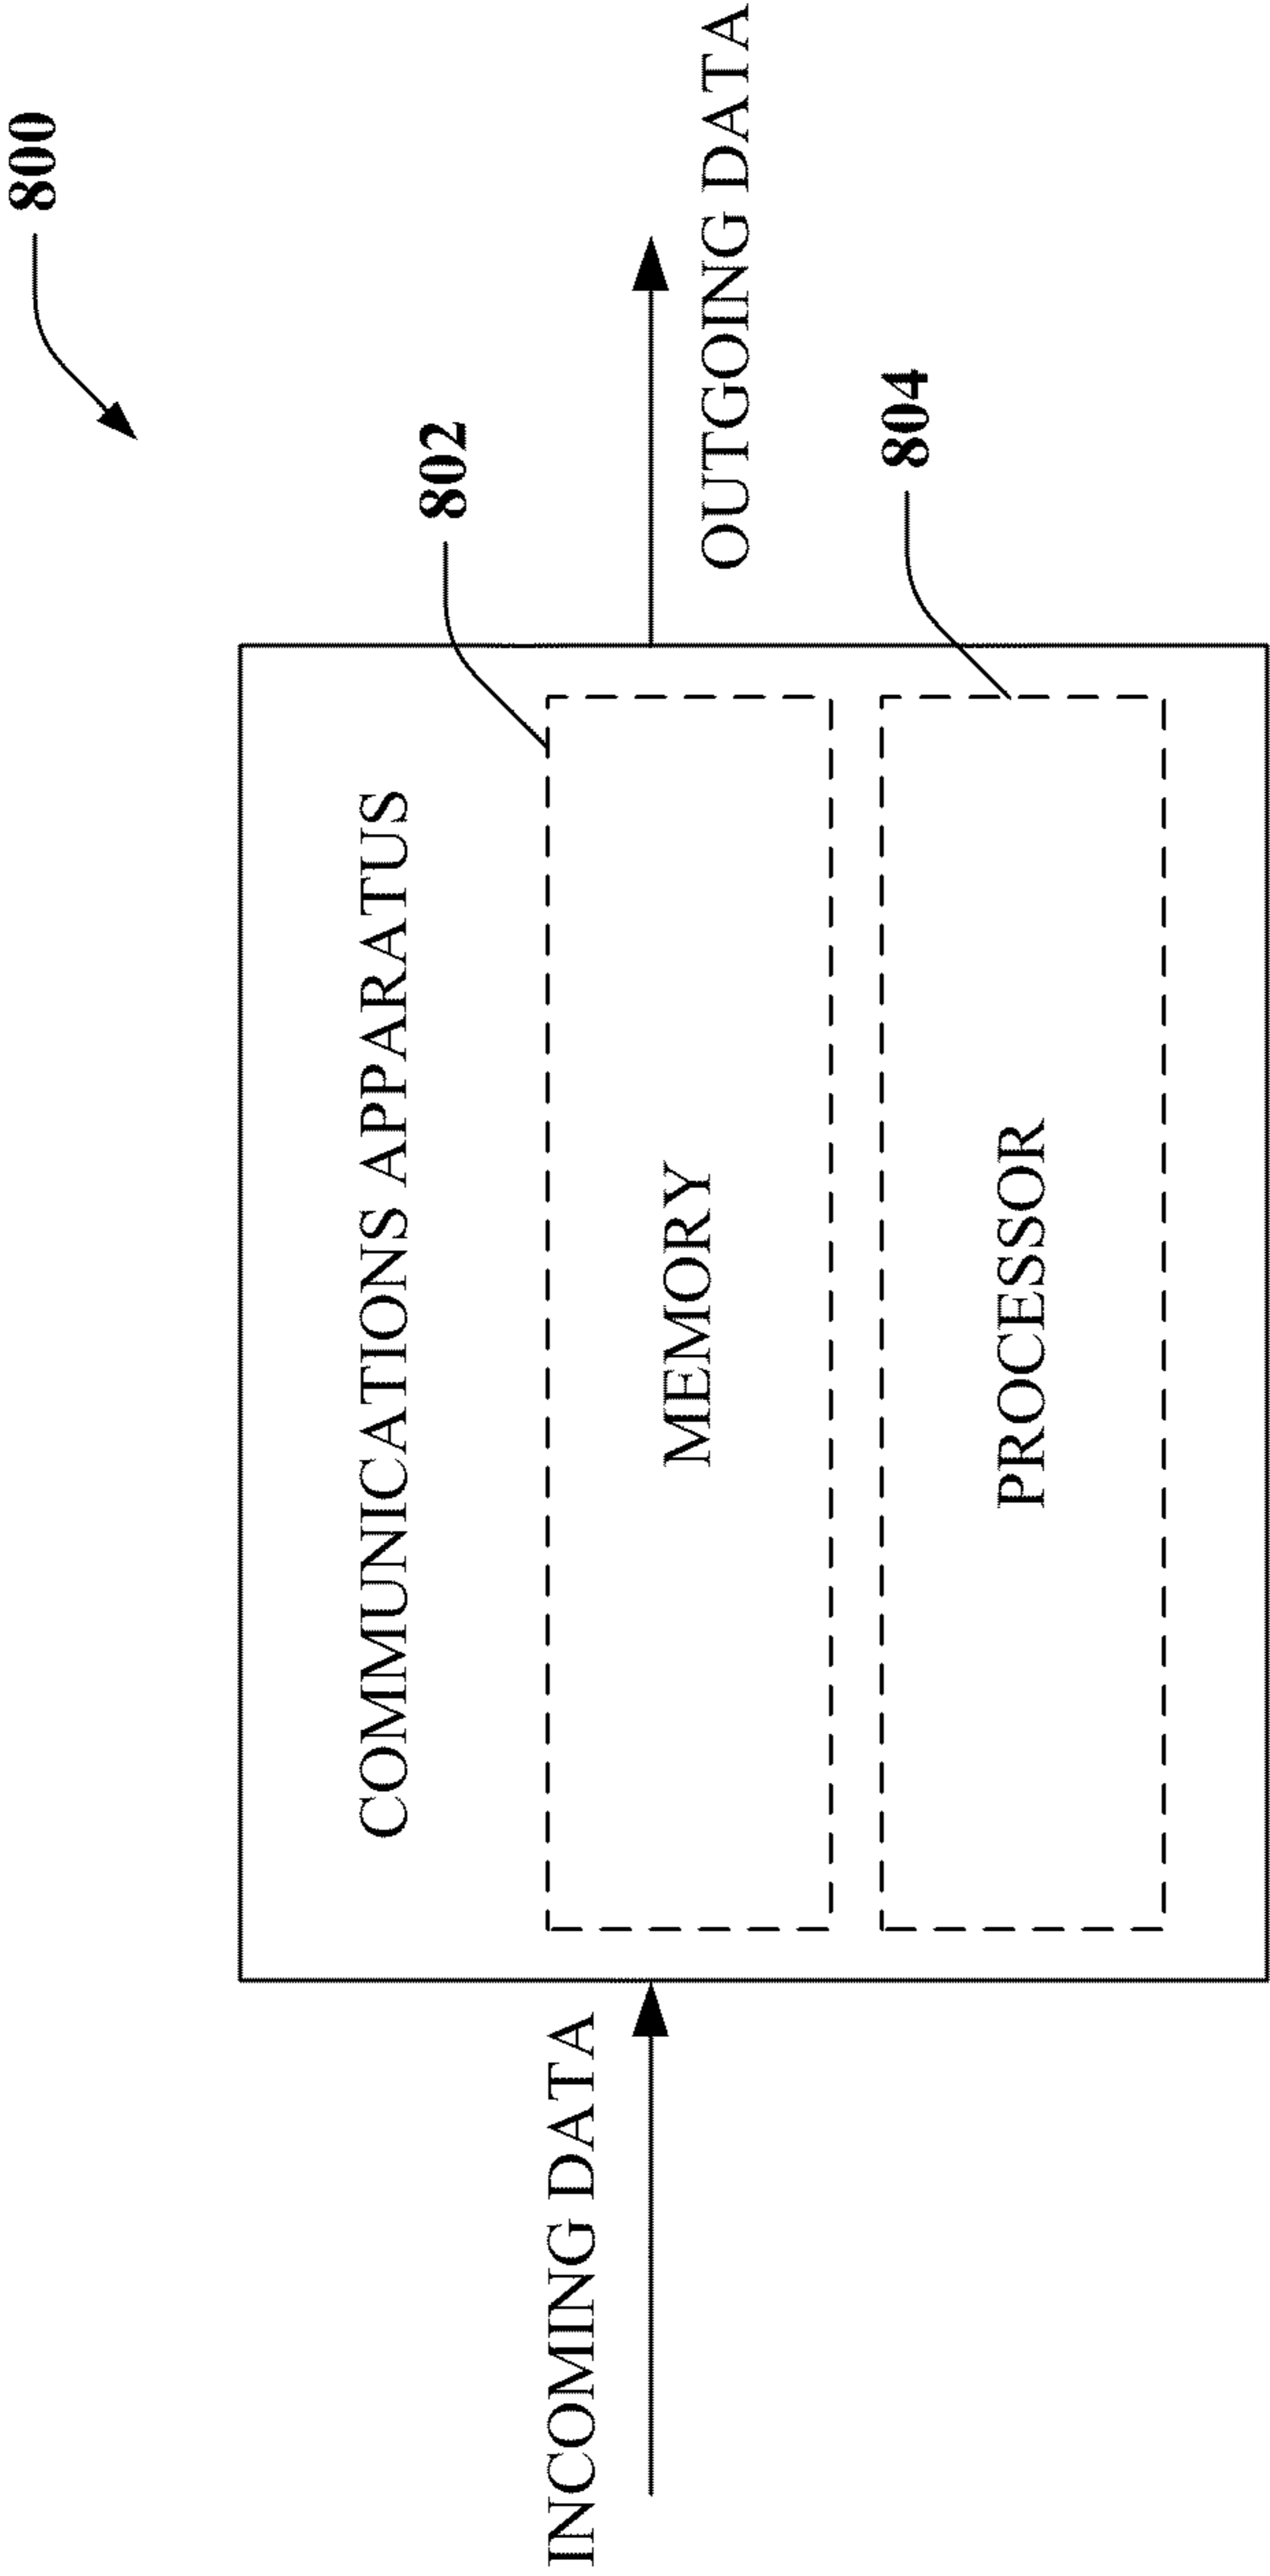 800
COMMUNICATIONS APPARATUS
802
INCOMING DATA
MEMORY
OUTGOING DATA
804
PROCESSOR